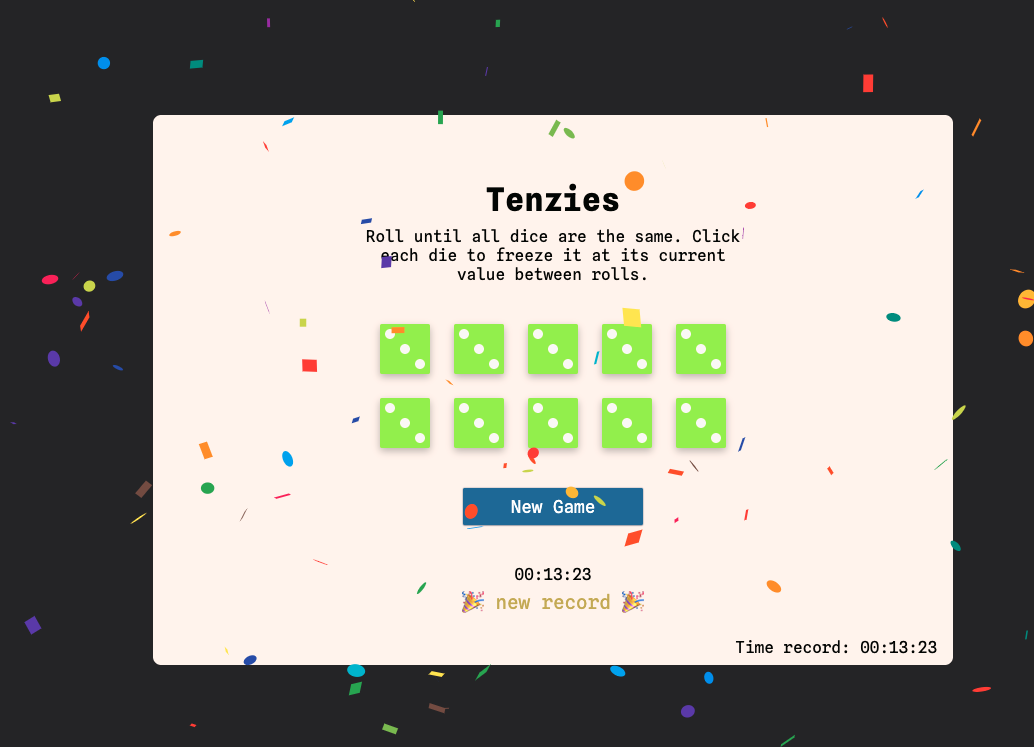 Tenzies
Roll until all dice are the same. Click
each die to freeze it at its current
value between rolls.
New Game
00:13:23
🎉 new record 🎉
Time record: 00:13:23